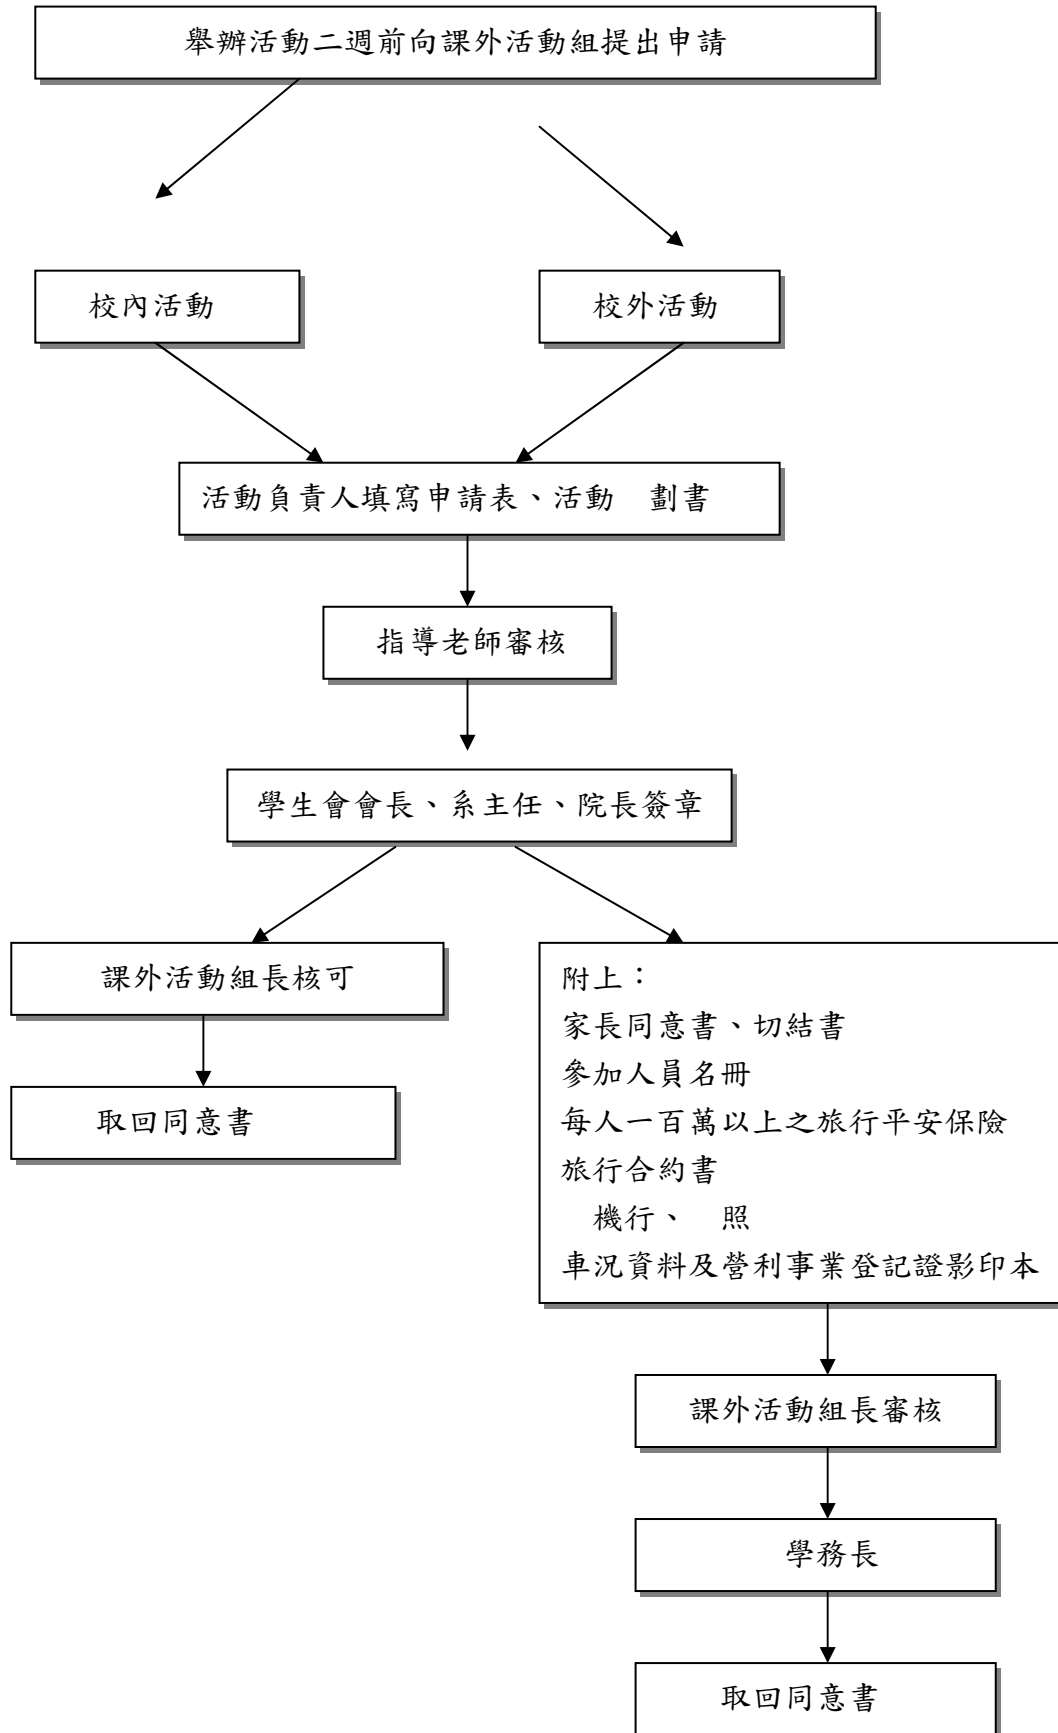 舉辦活動二週前向課外活動組提出申請
校內活動
校外活動
活動負責人填寫申請表、活動　劃書
指導老師審核
學生會會長、系主任、院長簽章
課外活動組長核可
取回同意書
附上：
家長同意書、切結書
參加人員名冊
每人一百萬以上之旅行平安保險
旅行合約書
　機行、　照
車況資料及營利事業登記證影印本
課外活動組長審核
學務長
取回同意書